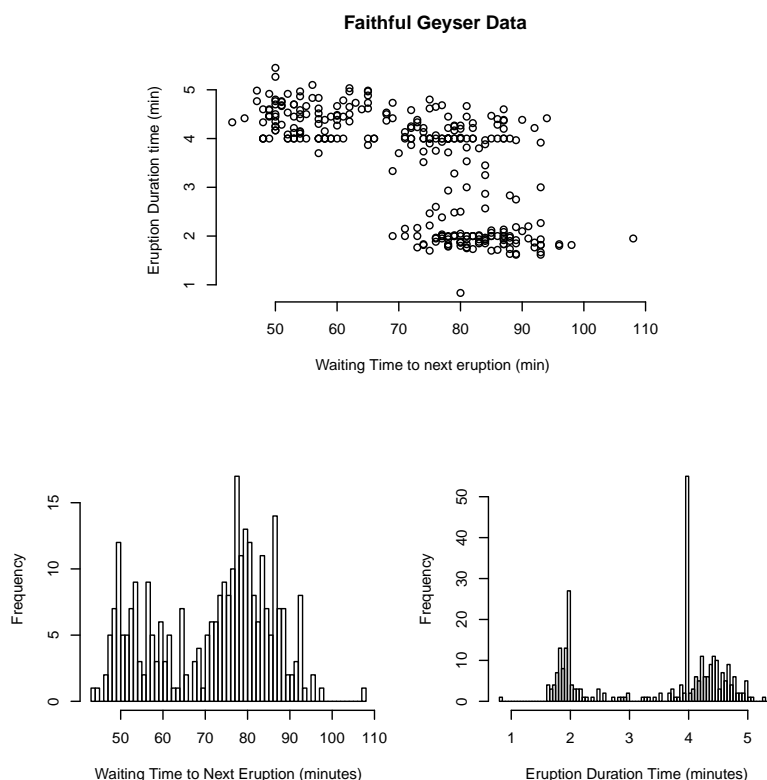 Faithful Geyser Data
Eruption Duration time (min)
5
4
3
2
1
50 60 70 80 90 100 110
Waiting Time to next eruption (min)
Frequency
15
10
5
0
50 60 70 80 90 100 110
Waiting Time to Next Eruption (minutes)
Frequency
50
40
30
20
10
0
1 2 3 4 5
Eruption Duration Time (minutes)